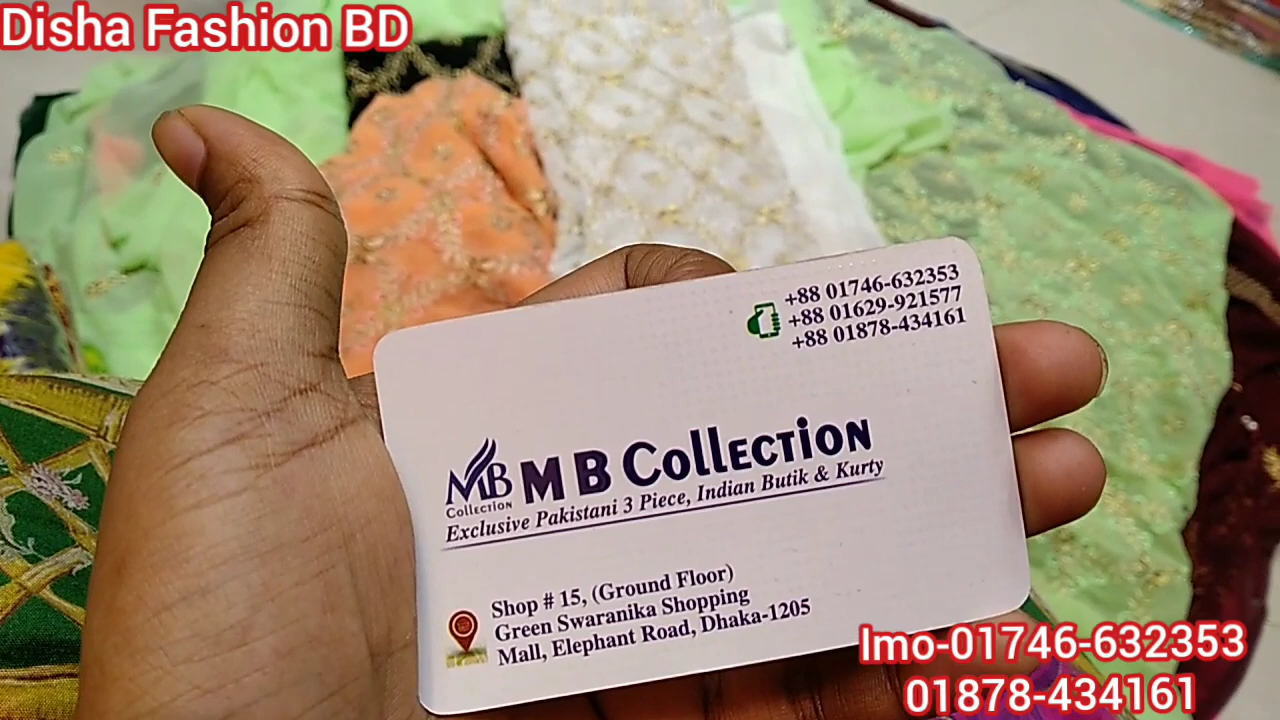 Disha Fashion BD
+88 01746-632353
+88 01629-921577
+88 01878-434161
MB
Collection
M B Collection
Exclusive Pakistani 3 Piece, Indian Butik & Kurty
Shop # 15, (Ground Floor)
Green Swaranika Shopping
Mall, Elephant Road, Dhaka-1205
Imo-01746-632353
01878-434161